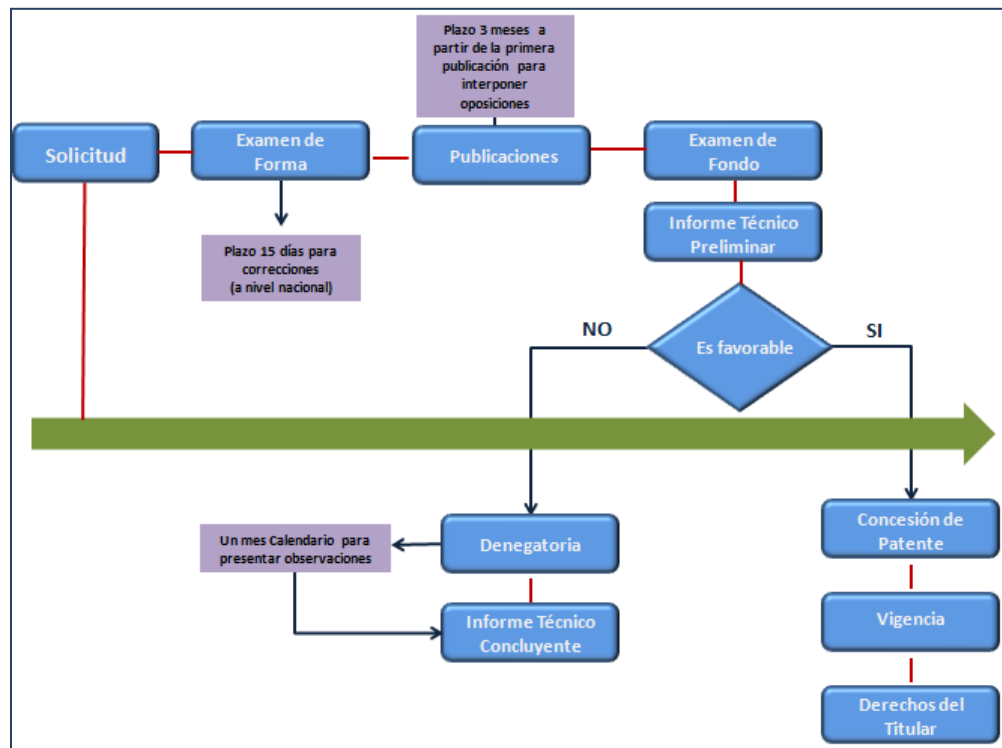 Plazo 3 meses a
partir de la primera
publicación para
interponer
oposiciones
Solicitud
Examen de
Forma
Publicaciones
Examen de
Fondo
Plazo 15 días para
correcciones
(a nivel nacional)
Informe Técnico
Preliminar
NO
Es favorable
SI
Un mes Calendario para
presentar observaciones
Denegatoria
Informe Técnico
Concluyente
Concesión de
Patente
Vigencia
Derechos del
Titular